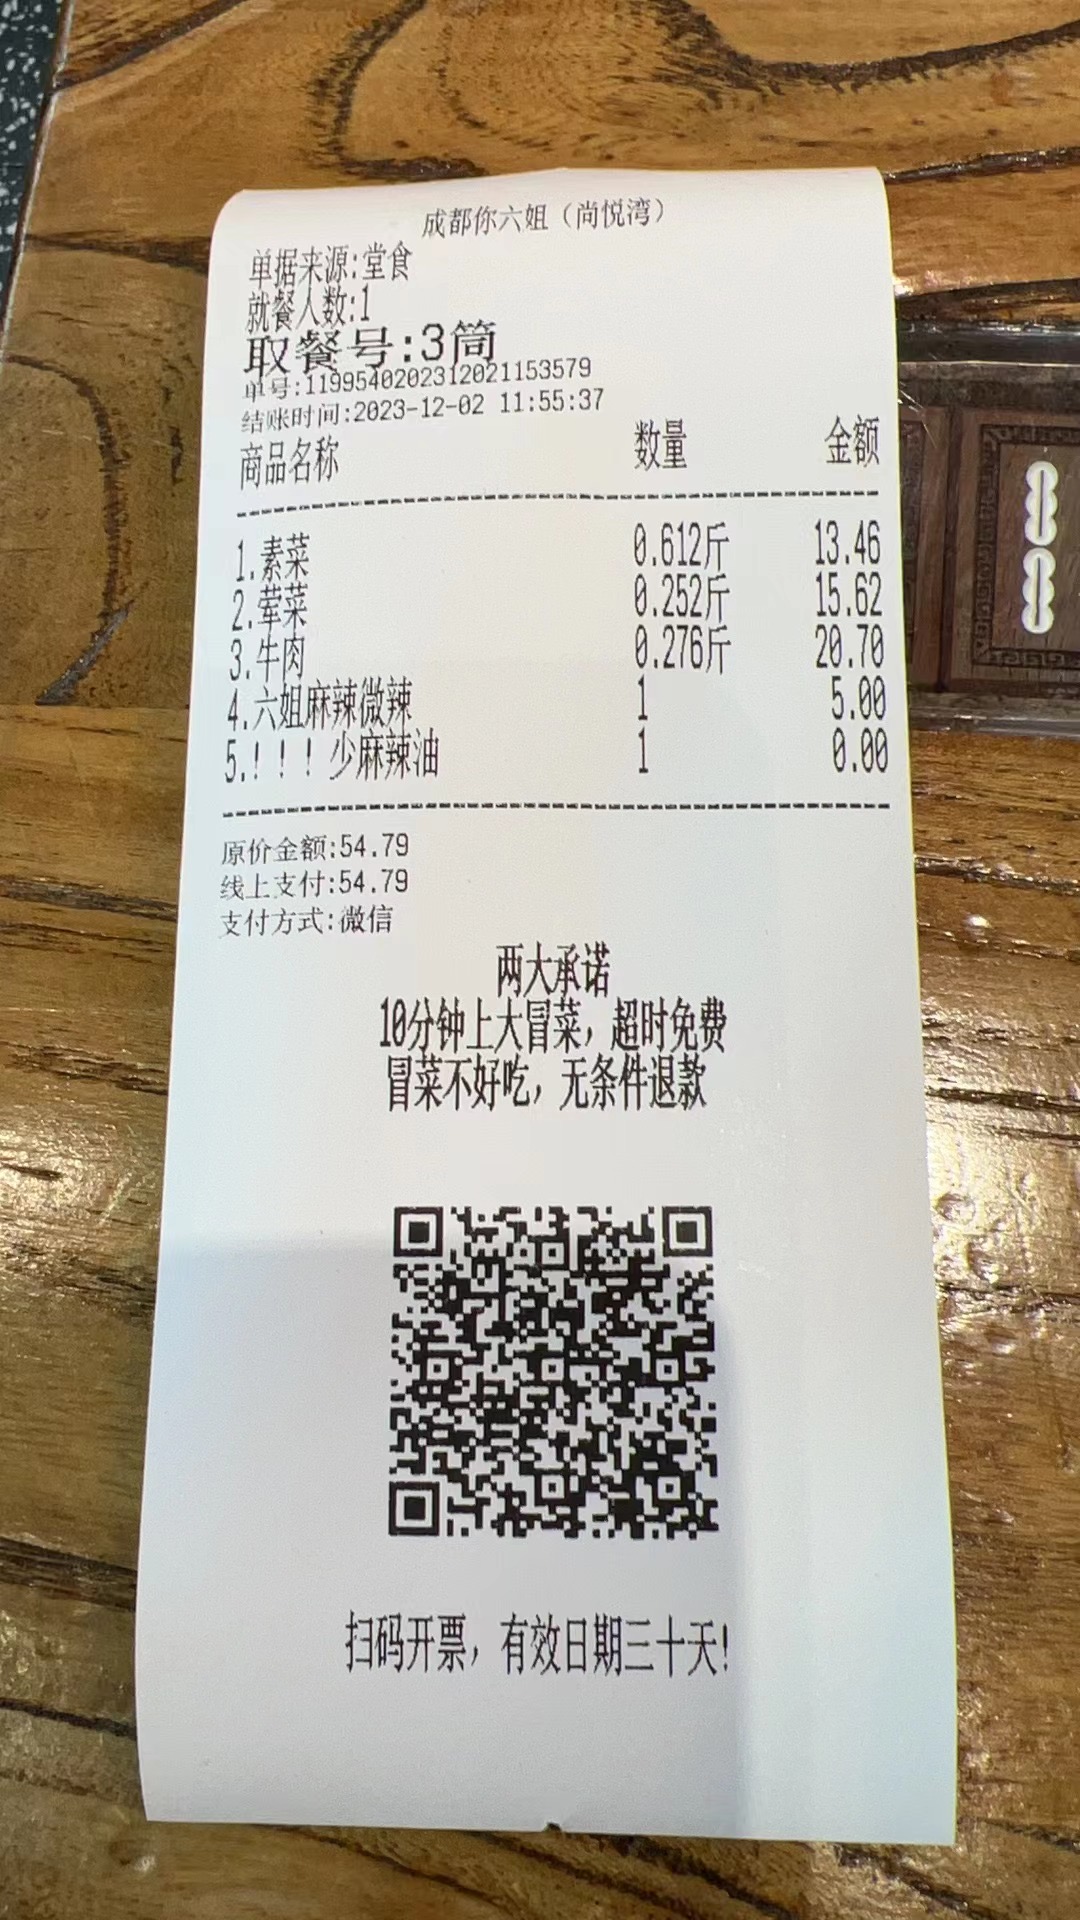 成都你六姐（尚悦湾）
单据来源:堂食
就餐人数:1
取餐号:3筒
单号:119954020231202115​3579
结账时间:2023-12-02 11:55:37
商品名称 数量 金额
1.素菜 0.612斤 13.46
2.荤菜 0.252斤 15.62
3.牛肉 0.276斤 20.70
4.六姐麻辣微辣 1 5.00
5.！！！少麻辣油 1 0.00
原价金额:54.79
线上支付:54.79
支付方式:微信
两大承诺
10分钟上大冒菜，超时免费
冒菜不好吃，无条件退款
扫码开票，有效日期三十天!